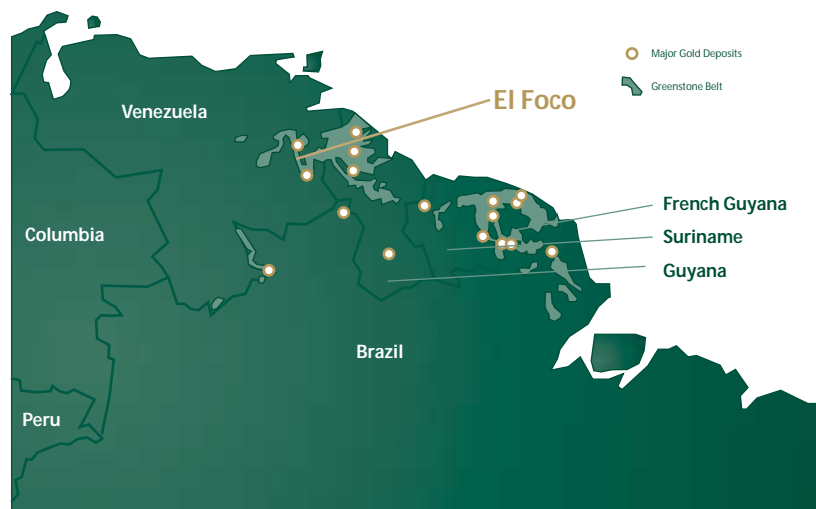 Major Gold Deposits
Greenstone Belt
El Foco
Venezuela
French Guyana
Suriname
Columbia
Guyana
Brazil
Peru